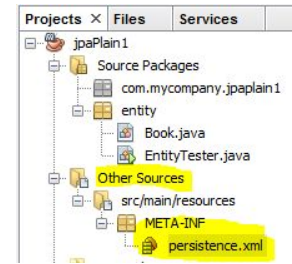 Projects × Files Services
jpaPlain1
Source Packages
com.mycompany.jpaplain1
entity
Book.java
EntityTester.java
Other Sources
src/main/resources
META-INF
persistence.xml